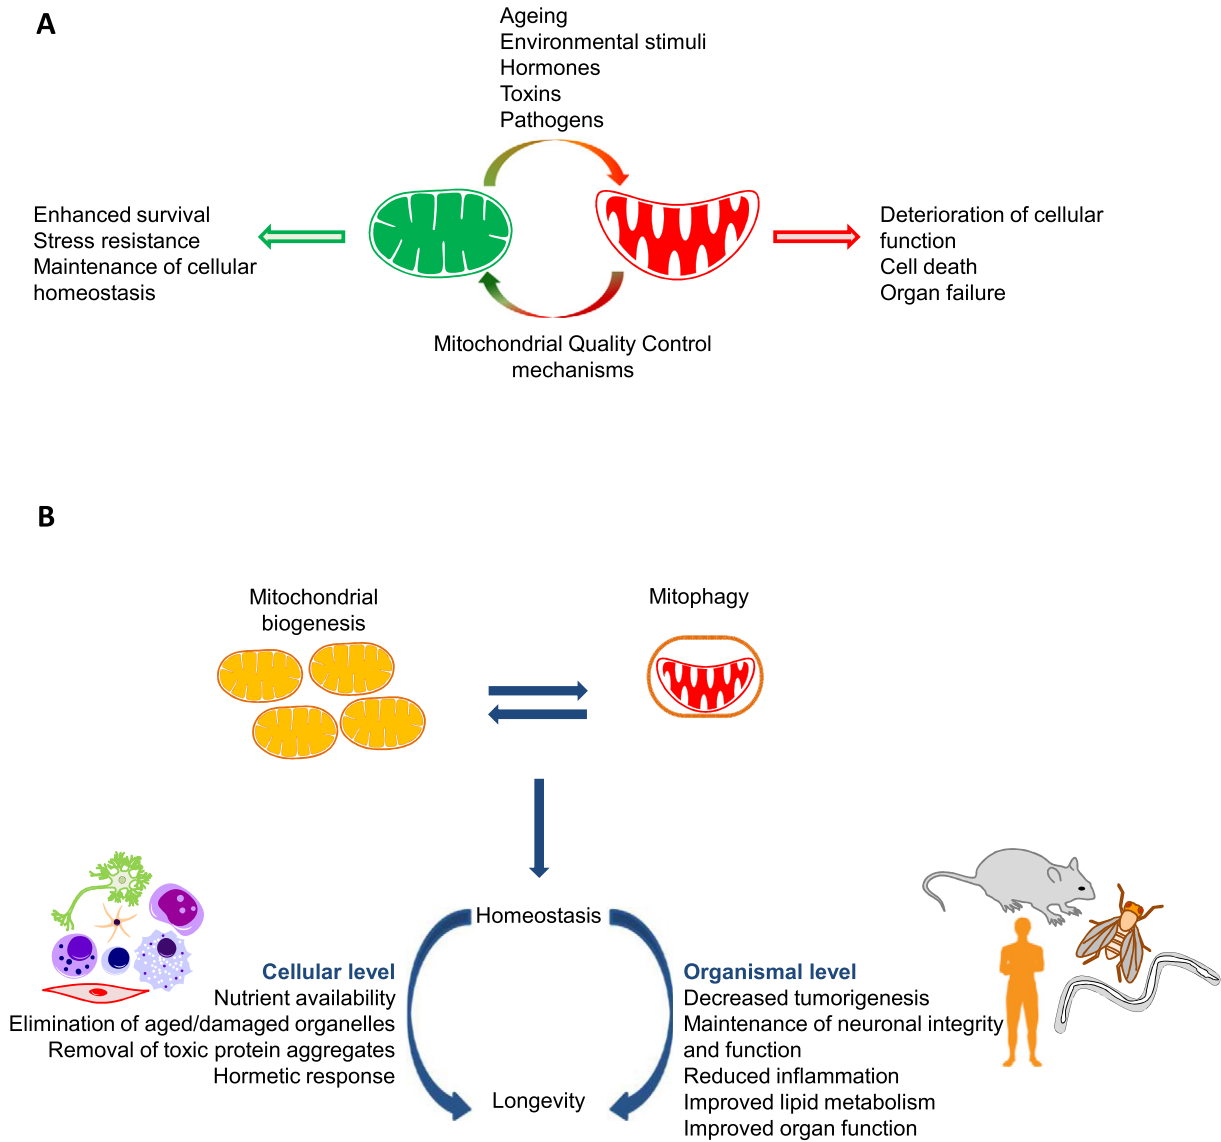 A
Ageing
Environmental stimuli
Hormones
Toxins
Pathogens
Enhanced survival
Stress resistance
Maintenance of cellular
homeostasis
Deterioration of cellular
function
Cell death
Organ failure
Mitochondrial Quality Control
mechanisms
B
Mitochondrial
biogenesis
Mitophagy
Homeostasis
Cellular level
Nutrient availability
Elimination of aged/damaged organelles
Removal of toxic protein aggregates
Hormetic response
Organismal level
Decreased tumorigenesis
Maintenance of neuronal integrity
and function
Reduced inflammation
Improved lipid metabolism
Improved organ function
Longevity